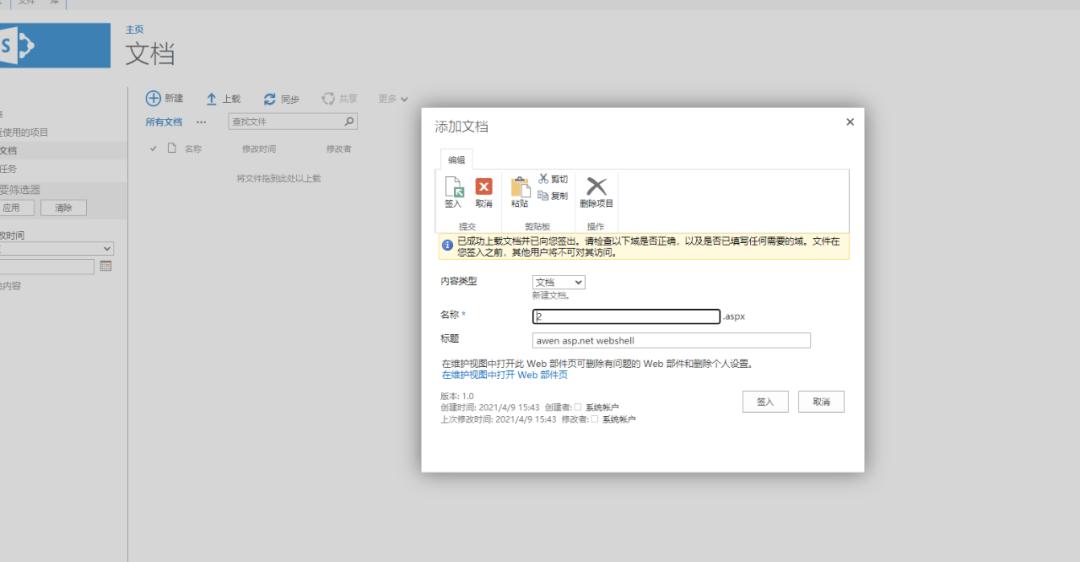 文件
库
S
主页
文档
新建
上载
同步
共享
更多
所有文档
...
查找文件
名称
修改时间
修改者
将文件拖到此处以上载
使用的项目
文档
任务
要筛选器
应用
清除
改时间
内容
添加文档
编辑
签入
取消
粘贴
剪切
复制
删除项目
提交
剪贴板
操作
已成功上载文档并已向您签出。请检查以下域是否正确，以及是否已填写任何需要的域。文件在
您签入之前，其他用户将不可对其访问。
内容类型
文档
新建文档。
名称 *
2
.aspx
标题
awen asp.net webshell
在维护视图中打开此 Web 部件页可删除有问题的 Web 部件和删除个人设置。
在维护视图中打开 Web 部件页
版本: 1.0
创建时间: 2021/4/9 15:43 创建者: 系统帐户
上次修改时间: 2021/4/9 15:43 修改者: 系统帐户
签入
取消